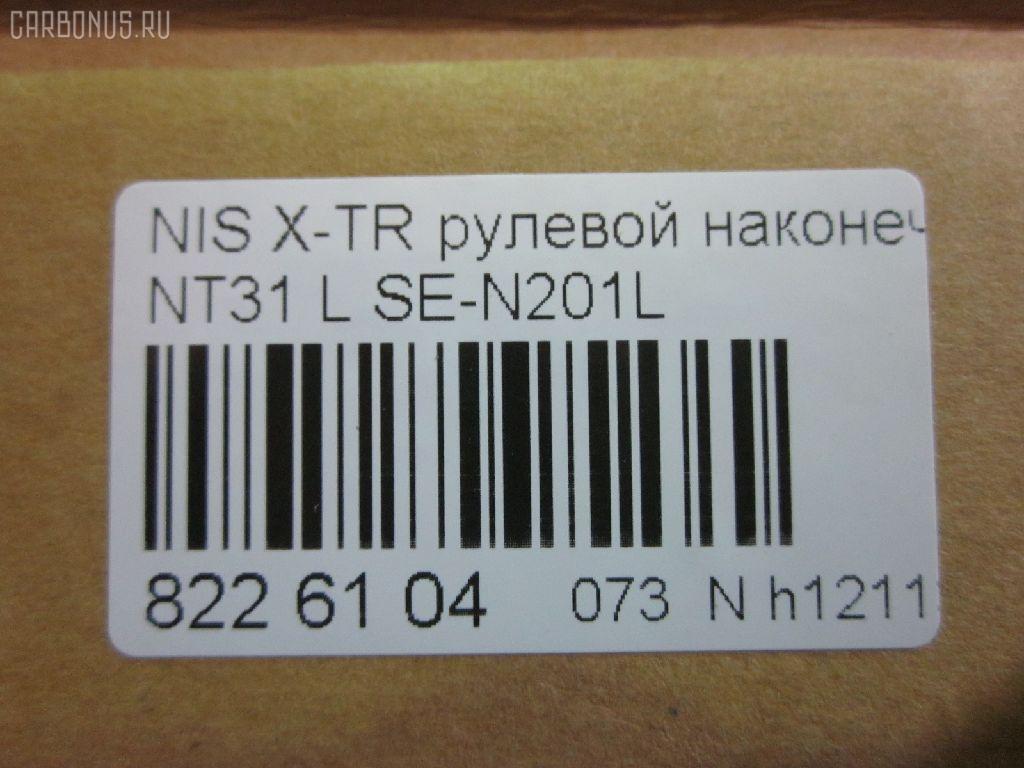 CARBONUS.RU
NIS X-TR рулевой наконеч
NT31 L SE-N201L
822 61 04 073 N h1211